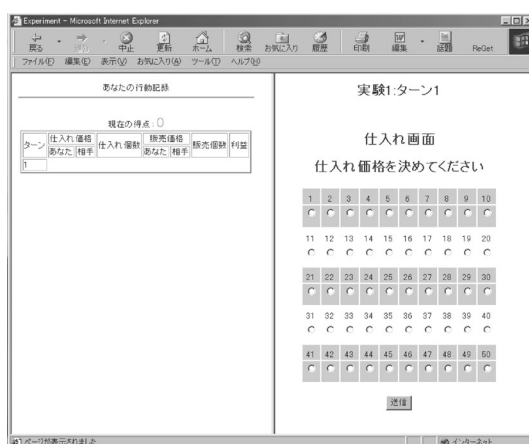 Experiment - Microsoft Internet Explorer
戻る 中止 更新 ホーム 検索 お気に入り 履歴 印刷 編集 話題 ReGet
ファイル(F) 編集(E) 表示(V) お気に入り(A) ツール(T) ヘルプ(H)
あなたの行動記録
現在の得点: 0
ターン 仕入れ価格 仕入れ個数 販売価格 販売個数 利益
あなた 相手 あなた 相手
1
実験1:ターン1
仕入れ画面
仕入れ価格を決めてください
1 2 3 4 5 6 7 8 9 10
11 12 13 14 15 16 17 18 19 20
21 22 23 24 25 26 27 28 29 30
31 32 33 34 35 36 37 38 39 40
41 42 43 44 45 46 47 48 49 50
送信
ページが表示されました インターネット